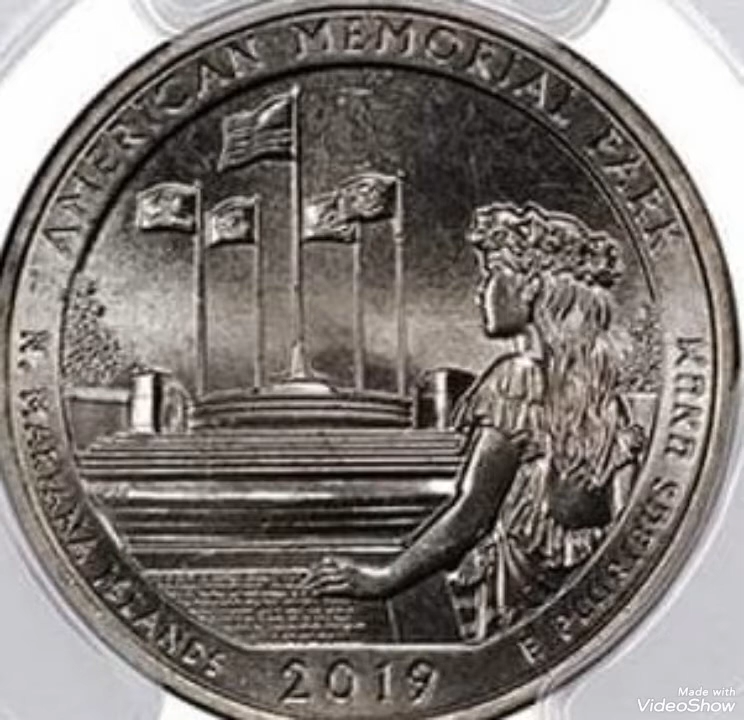 AMERICAN MEMORIAL PARK
N. MARIANA ISLANDS
2019
E PLURIBUS UNUM
Made with
VideoShow